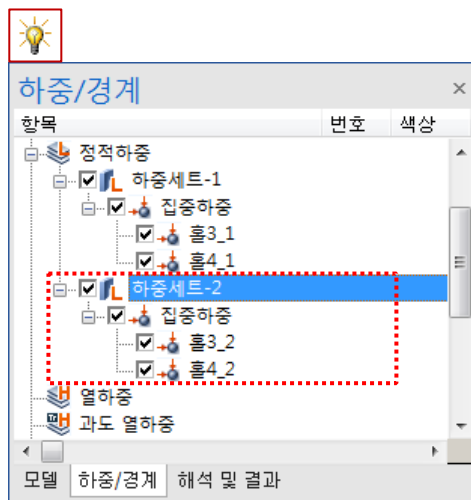 하중/경계
항목 번호 색상
정적하중
하중세트-1
집중하중
홀3_1
홀4_1
하중세트-2
집중하중
홀3_2
홀4_2
열하중
과도 열하중
모델 하중/경계 해석 및 결과